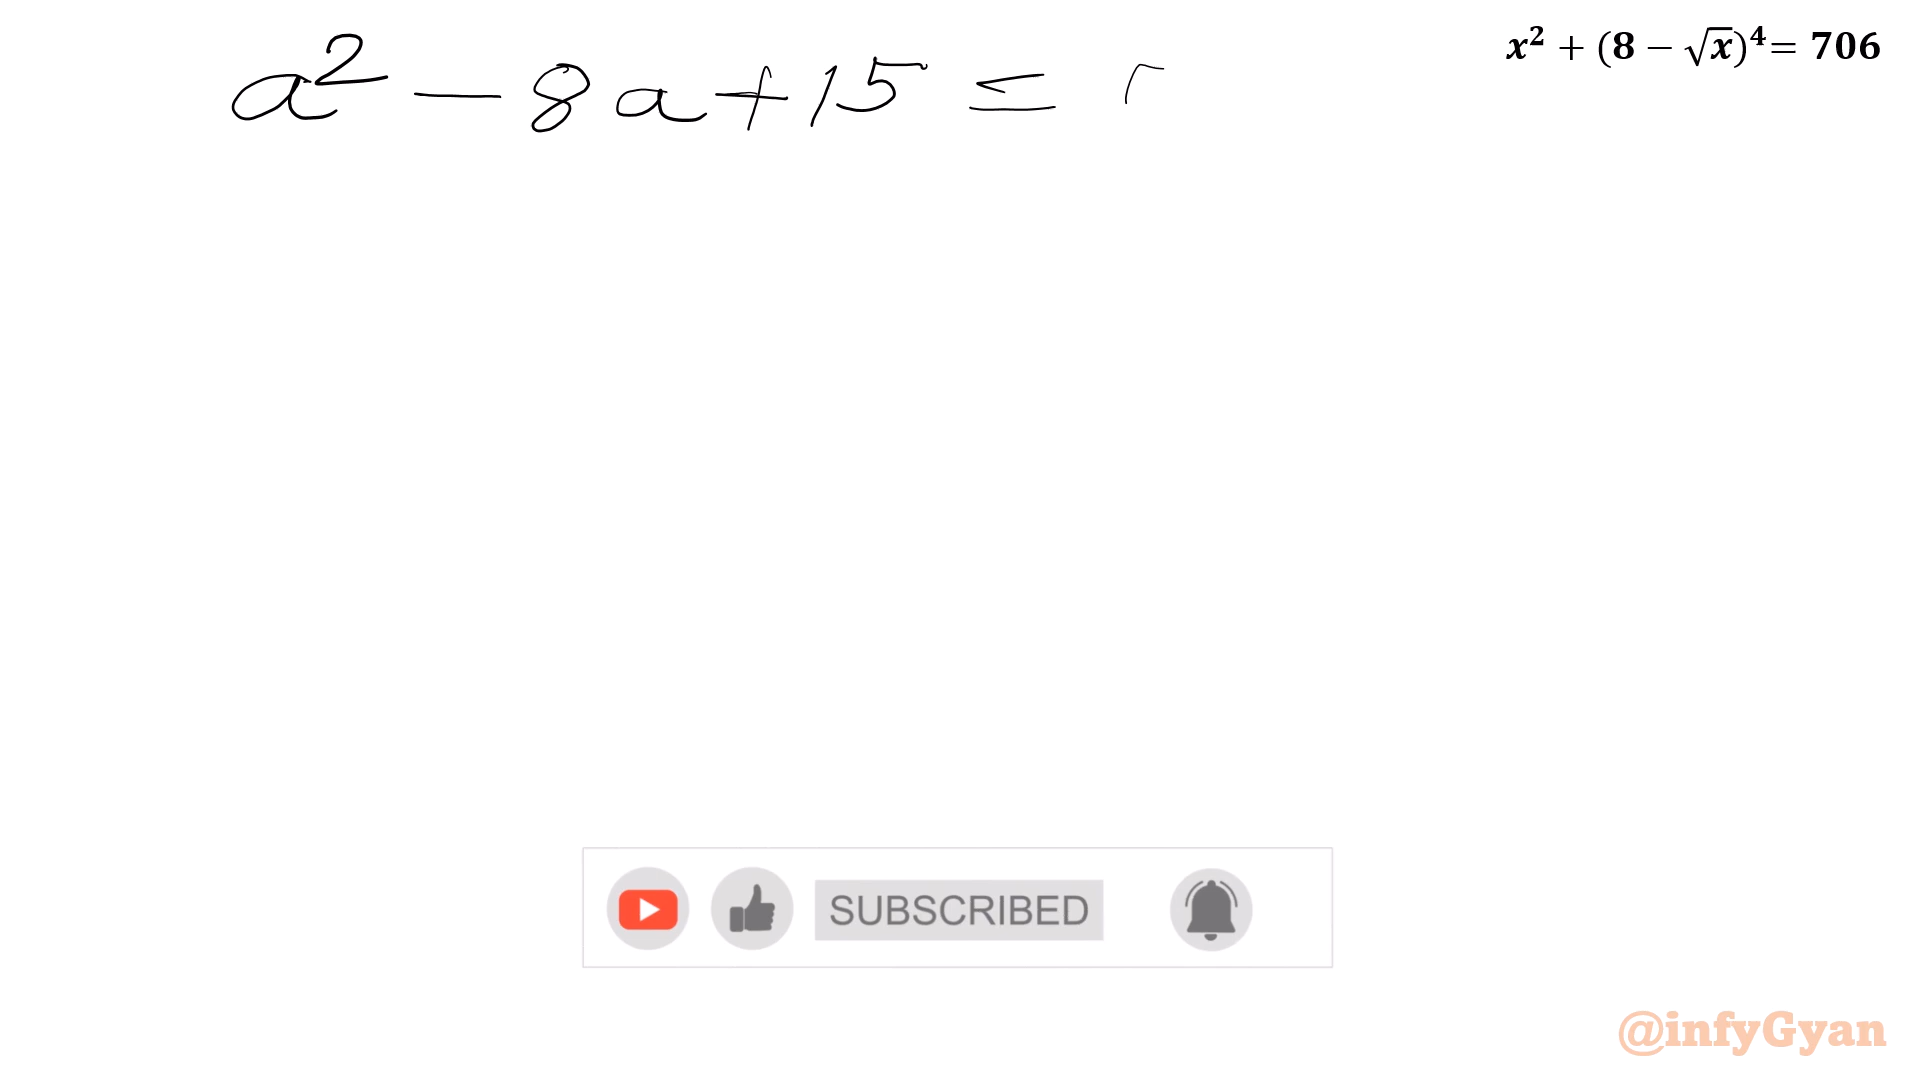 a² − 8a + 15 =
x² + (8 − √x)⁴= 706
SUBSCRIBED
@infyGyan